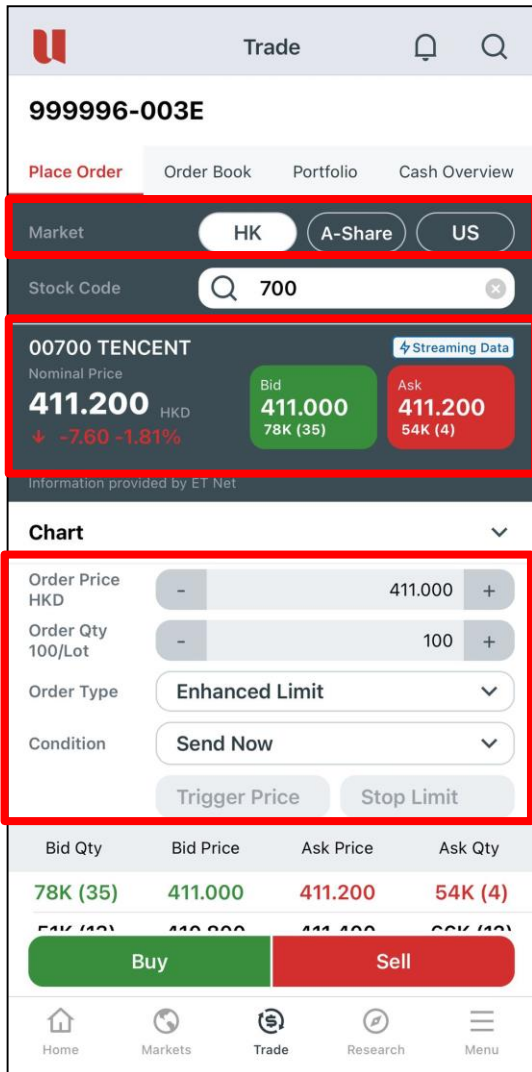 Trade
999996-003E
Place Order Order Book Portfolio Cash Overview
Market HK A-Share US
Stock Code 700
00700 TENCENT Streaming Data
Nominal Price
411.200 HKD
-7.60 -1.81%
Bid
411.000
78K (35)
Ask
411.200
54K (4)
Information provided by ET Net
Chart
Order Price
HKD
- 411.000 +
Order Qty
100/Lot
- 100 +
Order Type Enhanced Limit
Condition Send Now
Trigger Price Stop Limit
Bid Qty Bid Price Ask Price Ask Qty
78K (35) 411.000 411.200 54K (4)
Buy Sell
Home Markets Trade Research Menu